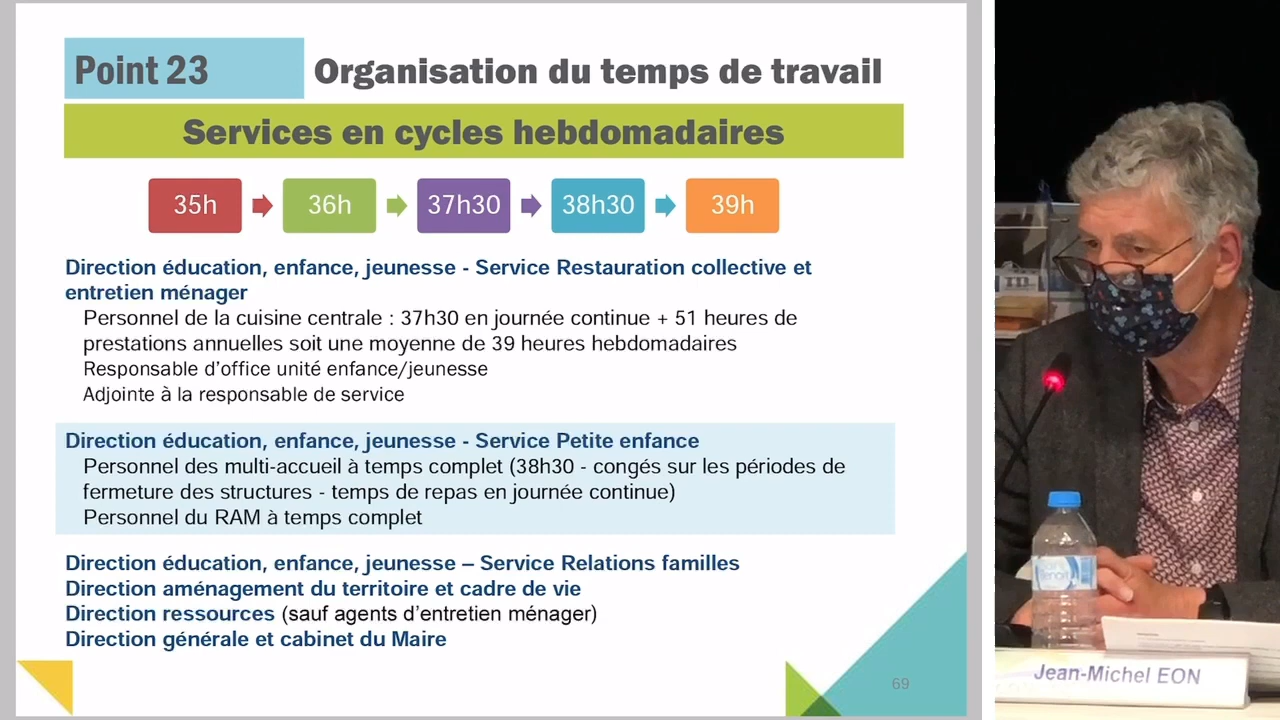 Point 23
Organisation du temps de travail
Services en cycles hebdomadaires
35h
36h
37h30
38h30
39h
Direction éducation, enfance, jeunesse - Service Restauration collective et
entretien ménager
Personnel de la cuisine centrale : 37h30 en journée continue + 51 heures de
prestations annuelles soit une moyenne de 39 heures hebdomadaires
Responsable d'office unité enfance/jeunesse
Adjointe à la responsable de service
Direction éducation, enfance, jeunesse - Service Petite enfance
Personnel des multi-accueil à temps complet (38h30 - congés sur les périodes de
fermeture des structures - temps de repas en journée continue)
Personnel du RAM à temps complet
Direction éducation, enfance, jeunesse – Service Relations familles
Direction aménagement du territoire et cadre de vie
Direction ressources (sauf agents d'entretien ménager)
Direction générale et cabinet du Maire
69
Jean-Michel EON